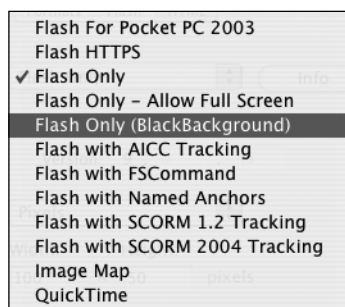 Flash For Pocket PC 2003
Flash HTTPS
✓ Flash Only
Flash Only – Allow Full Screen
Flash Only (BlackBackground)
Flash with AICC Tracking
Flash with FSCommand
Flash with Named Anchors
Flash with SCORM 1.2 Tracking
Flash with SCORM 2004 Tracking
Image Map
QuickTime